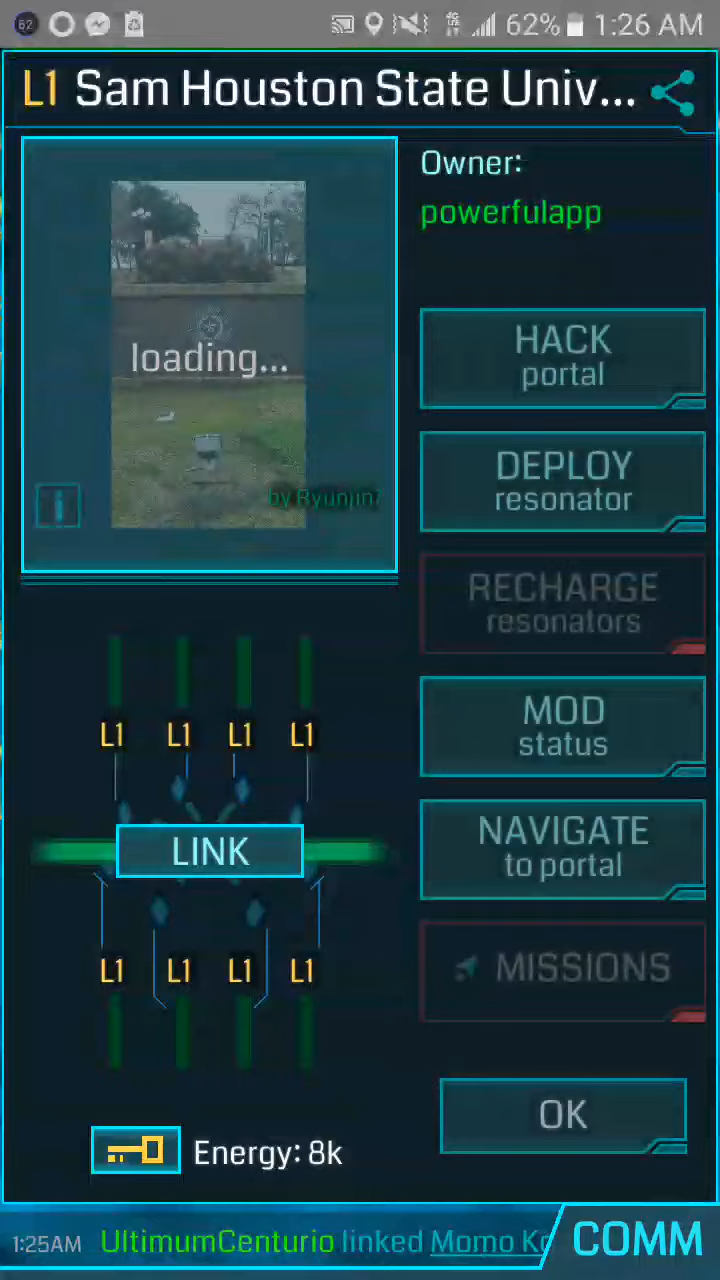 62
62% 1:26 AM
L1 Sam Houston State Univ...
Owner:
powerfulapp
loading...
by Ryunjin7
i
HACK
portal
DEPLOY
resonator
RECHARGE
resonators
MOD
status
NAVIGATE
to portal
MISSIONS
L1 L1 L1 L1
LINK
L1 L1 L1 L1
Energy: 8k
OK
1:25AM UltimumCenturio linked Momo Ko
COMM